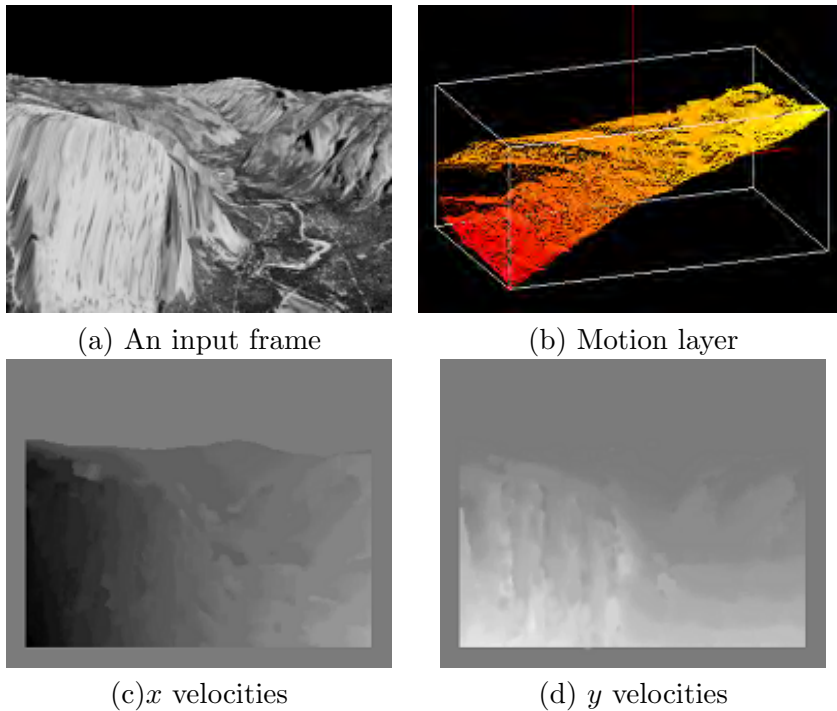 (a) An input frame
(b) Motion layer
(c)x velocities
(d) y velocities